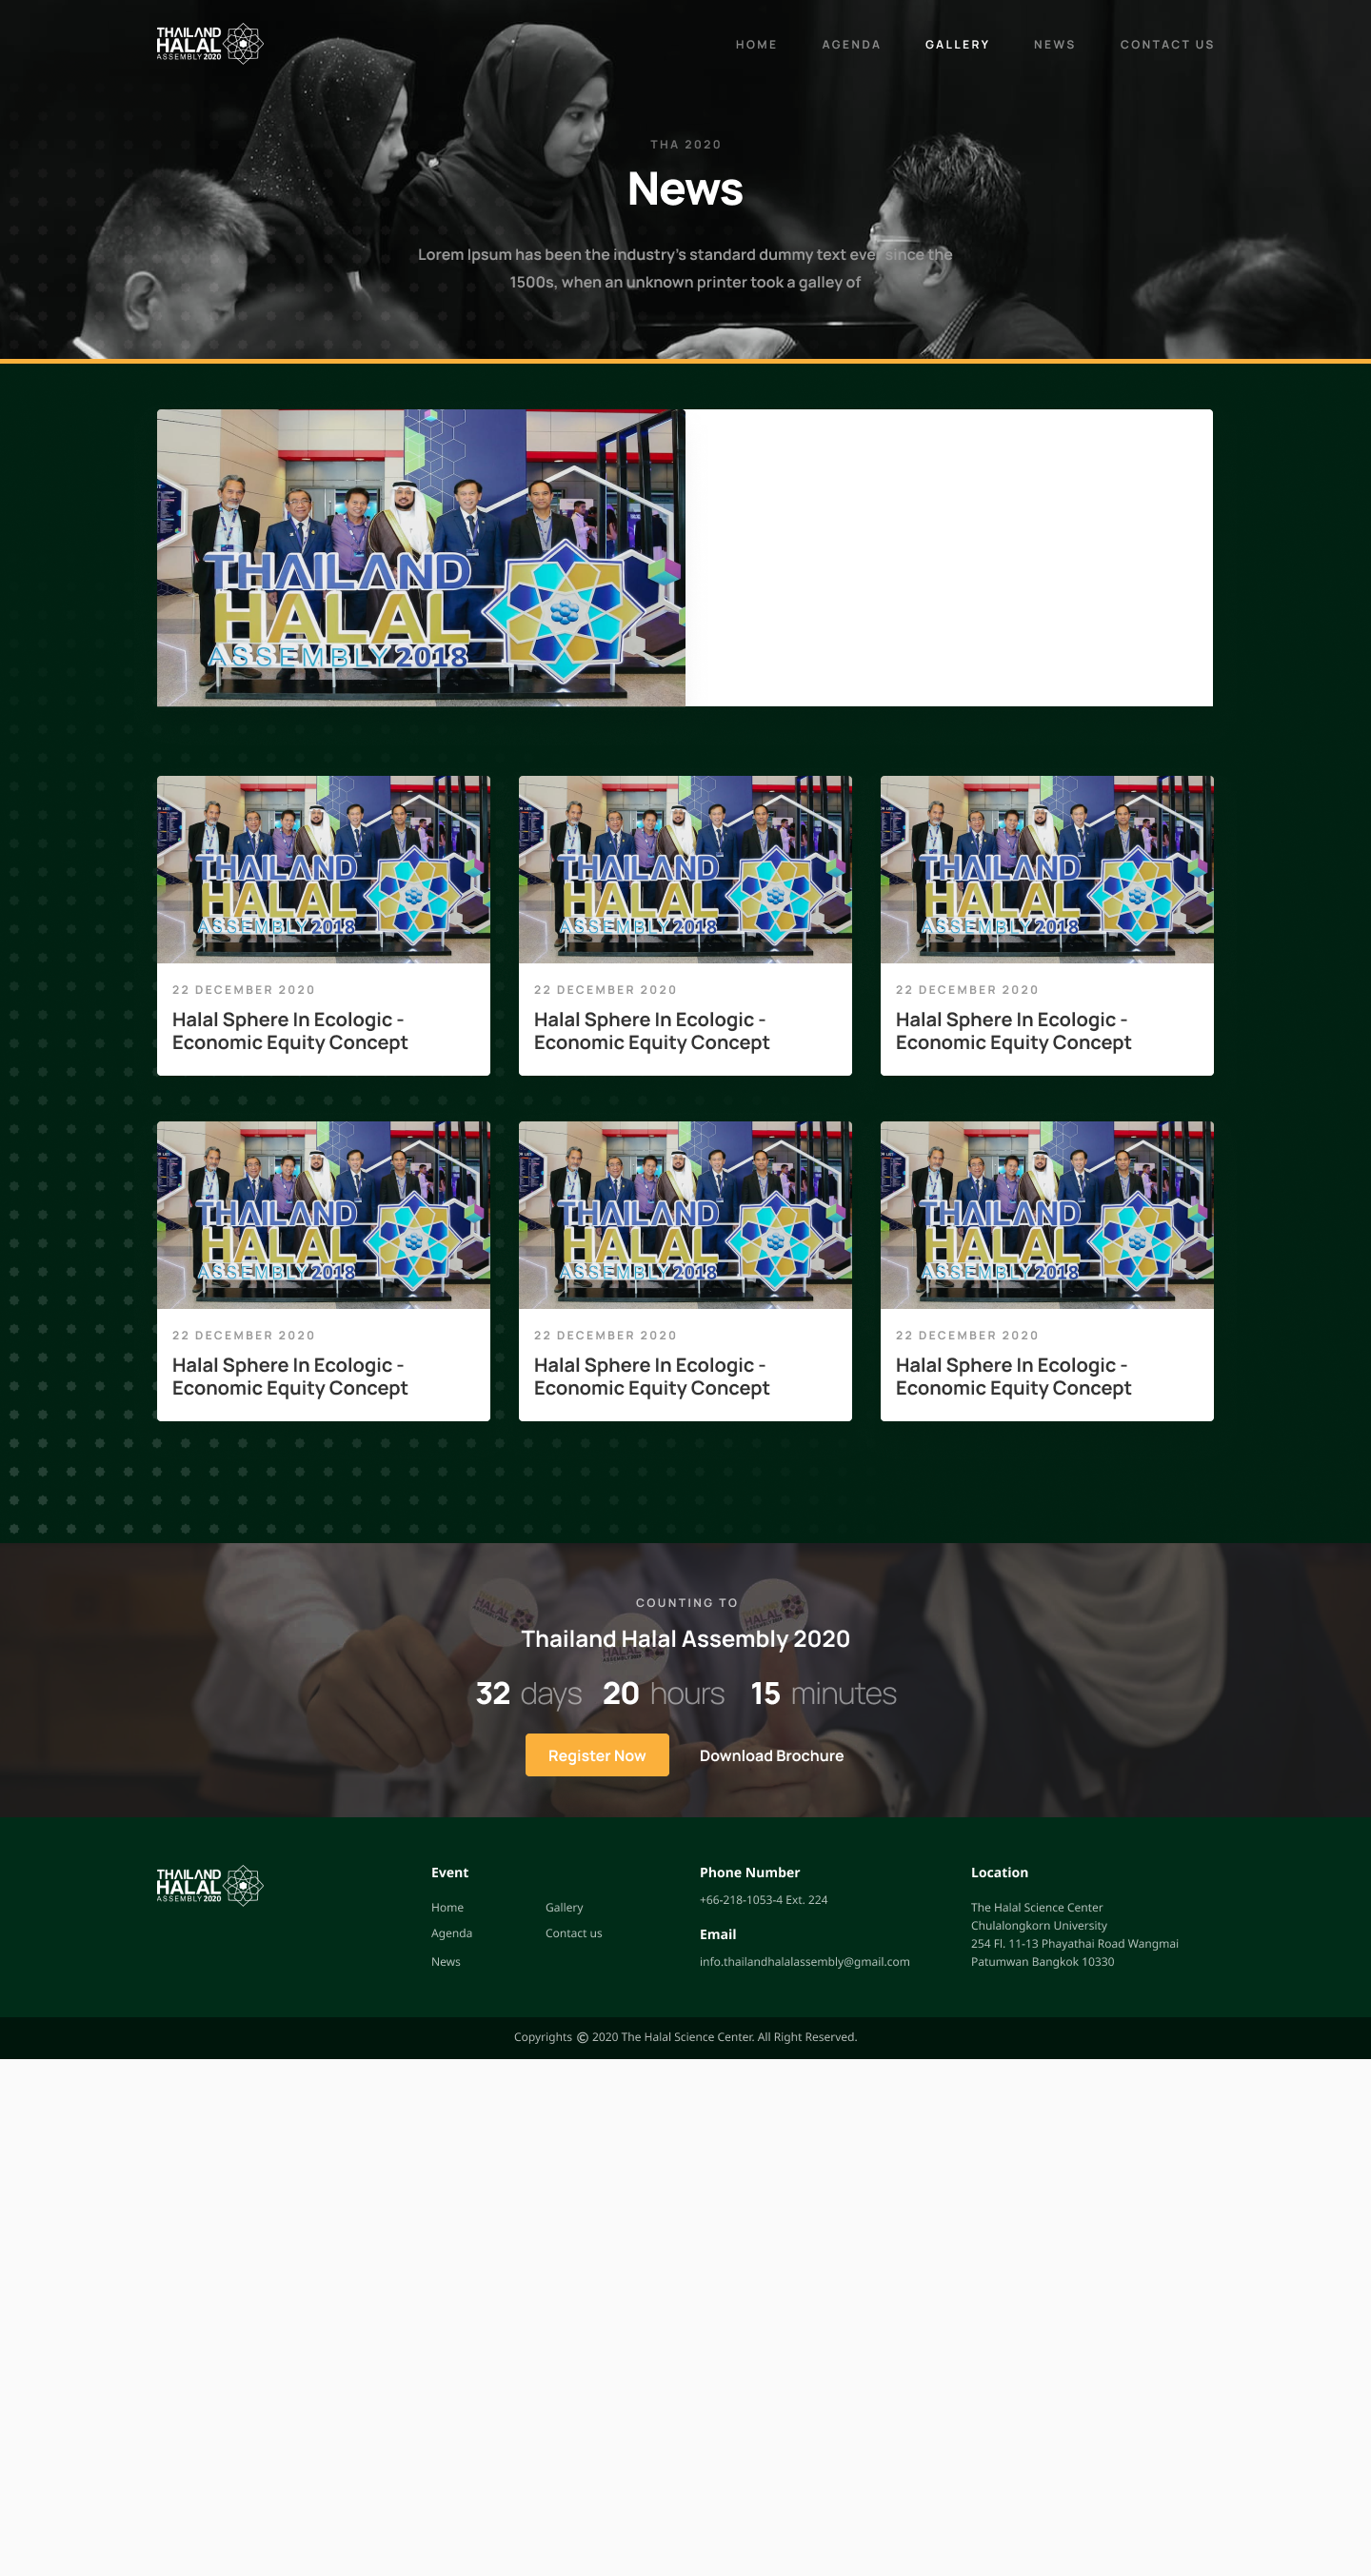 THAILAND
HALAL
ASSEMBLY 2020
HOME
AGENDA
GALLERY
NEWS
CONTACT US
THA 2020
News
Lorem Ipsum has been the industry's standard dummy text ever since the
1500s, when an unknown printer took a galley of
THAILAND
HALAL
ASSEMBLY 2018
THAILAND
HALAL
ASSEMBLY 2018
22 DECEMBER 2020
Halal Sphere In Ecologic -
Economic Equity Concept
THAILAND
HALAL
ASSEMBLY 2018
22 DECEMBER 2020
Halal Sphere In Ecologic -
Economic Equity Concept
THAILAND
HALAL
ASSEMBLY 2018
22 DECEMBER 2020
Halal Sphere In Ecologic -
Economic Equity Concept
THAILAND
HALAL
ASSEMBLY 2018
22 DECEMBER 2020
Halal Sphere In Ecologic -
Economic Equity Concept
THAILAND
HALAL
ASSEMBLY 2018
22 DECEMBER 2020
Halal Sphere In Ecologic -
Economic Equity Concept
THAILAND
HALAL
ASSEMBLY 2018
22 DECEMBER 2020
Halal Sphere In Ecologic -
Economic Equity Concept
COUNTING TO
Thailand Halal Assembly 2020
32 days 20 hours 15 minutes
Register Now
Download Brochure
THAILAND
HALAL
ASSEMBLY 2020
Event
Home
Gallery
Agenda
Contact us
News
Phone Number
+66-218-1053-4 Ext. 224
Email
info.thailandhalalassembly@gmail.com
Location
The Halal Science Center
Chulalongkorn University
254 Fl. 11-13 Phayathai Road Wangmai
Patumwan Bangkok 10330
Copyrights © 2020 The Halal Science Center. All Right Reserved.